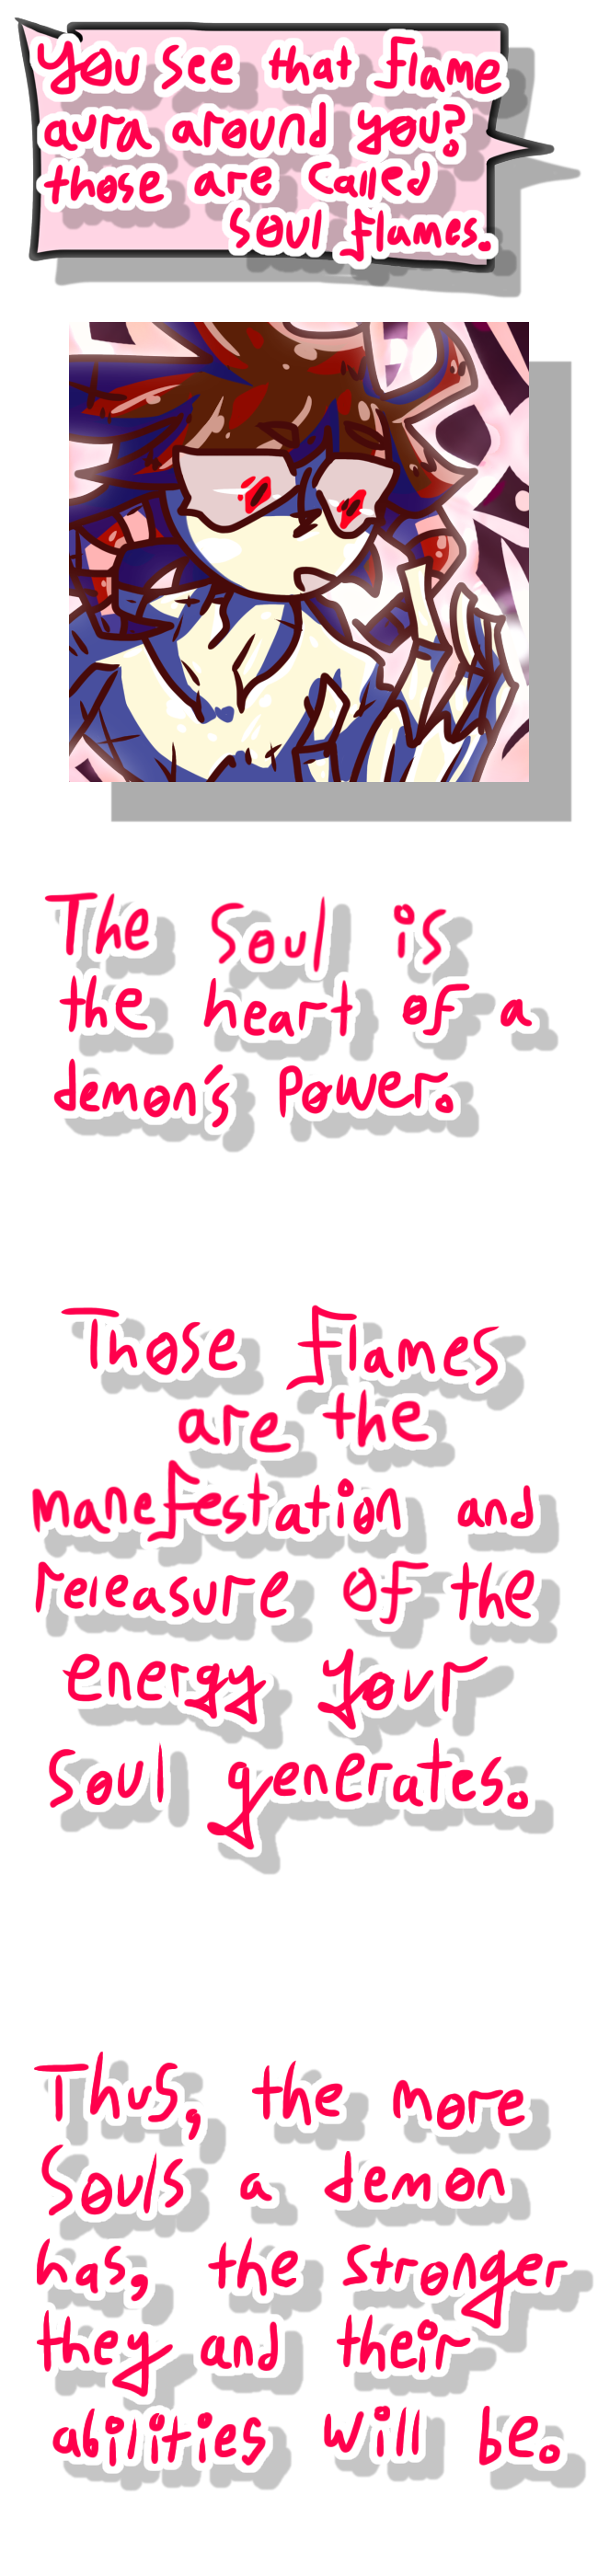 You see that flame
aura around you?
those are called
soul flames.
The soul is
the heart of a
demon's power.
Those flames
are the
manefestation and
releasure of the
energy your
soul generates.
Thus, the more
souls a demon
has, the stronger
they and their
abilities will be.